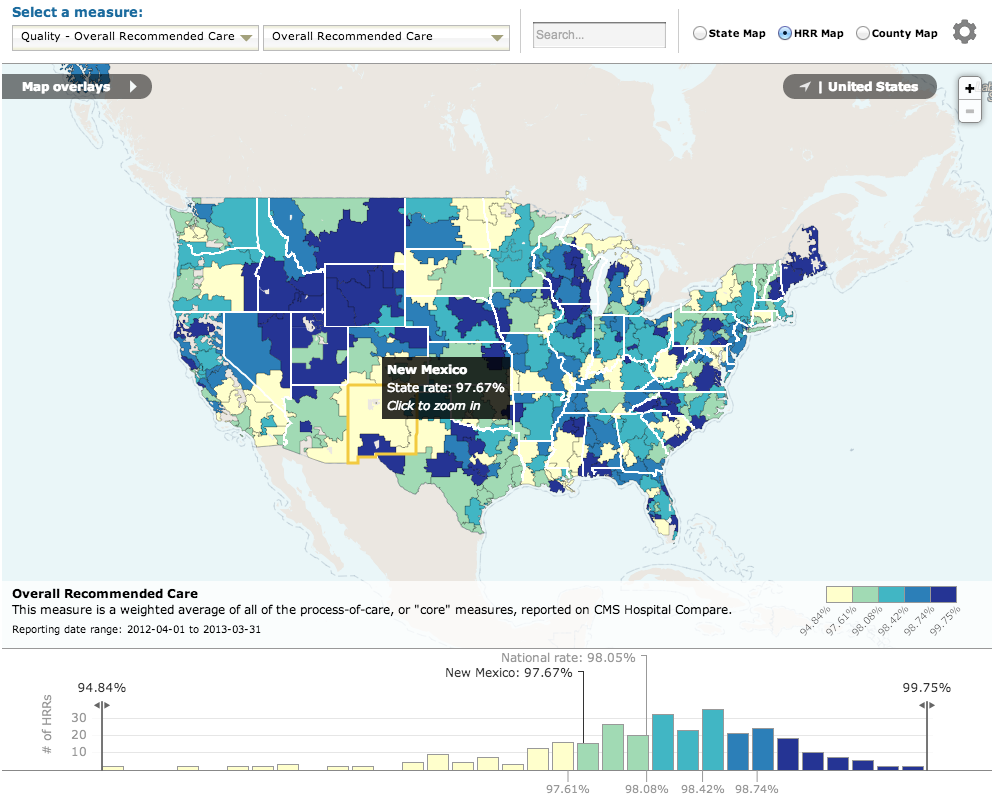 Select a measure:
Quality - Overall Recommended Care
Overall Recommended Care
Search...
State Map
HRR Map
County Map
Map overlays
| United States
+
-
New Mexico
State rate: 97.67%
Click to zoom in
Overall Recommended Care
This measure is a weighted average of all of the process-of-care, or "core" measures, reported on CMS Hospital Compare.
Reporting date range: 2012-04-01 to 2013-03-31
94.84%
97.61%
98.08%
98.42%
98.74%
99.75%
National rate: 98.05%
New Mexico: 97.67%
94.84%
99.75%
# of HRRs
30
20
10
97.61%
98.08%
98.42%
98.74%